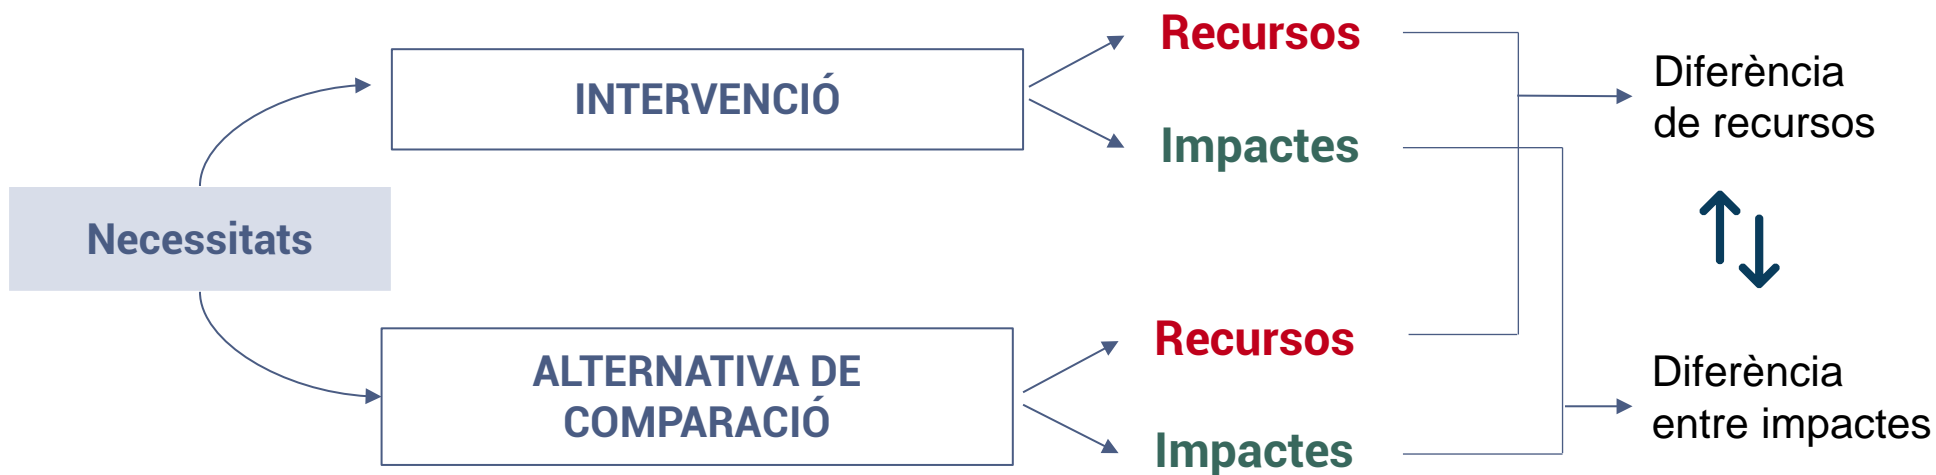 Necessitats
INTERVENCIÓ
Recursos
Impactes
Diferència
de recursos
ALTERNATIVA DE
COMPARACIÓ
Recursos
Impactes
Diferència
entre impactes